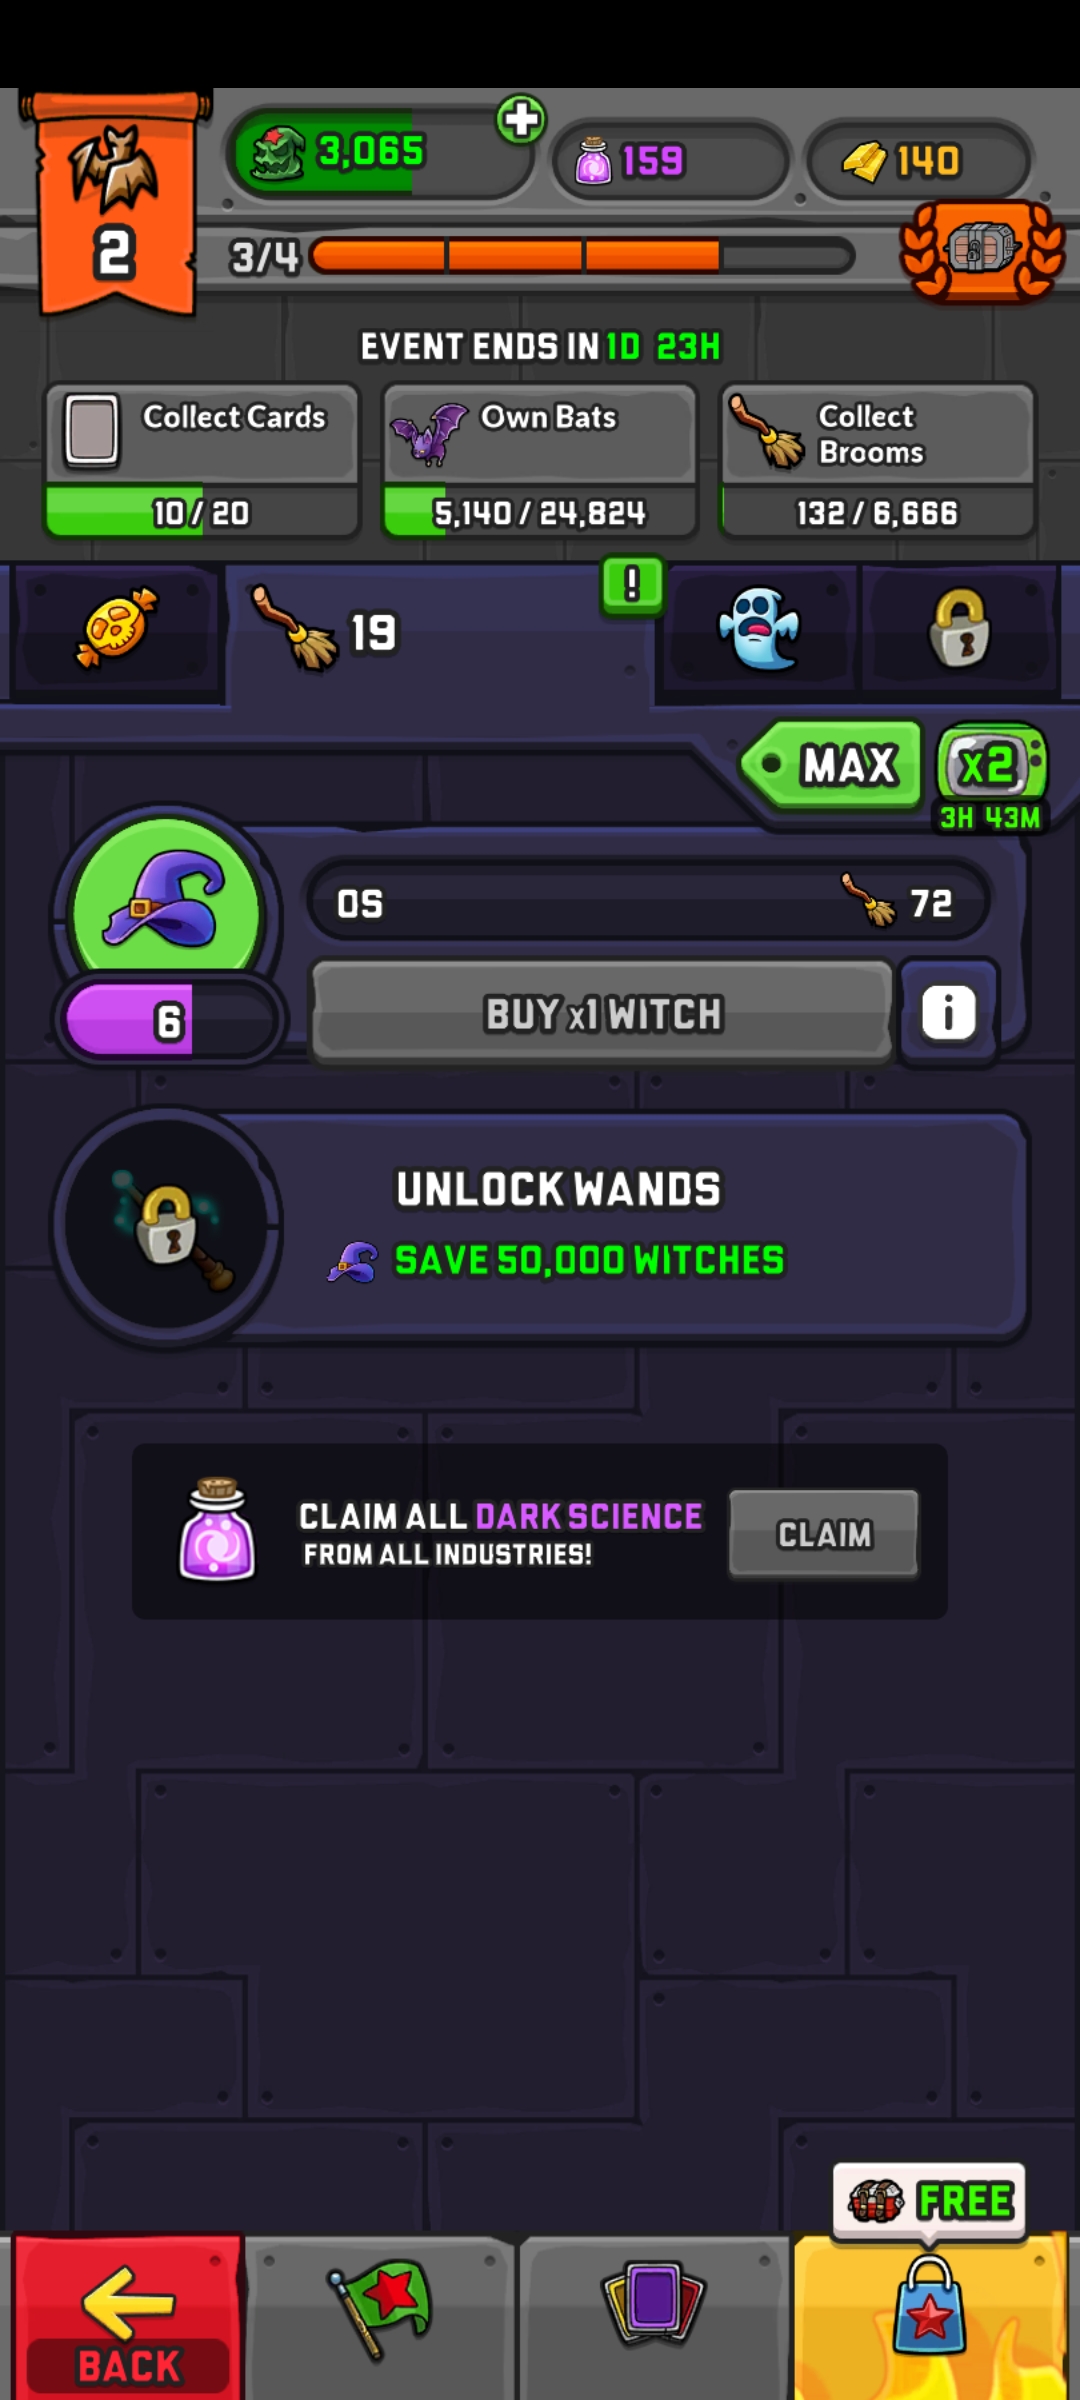 3,065
159
140
2
3/4
EVENT ENDS IN 1D 23H
Collect Cards
10 / 20
Own Bats
5,140 / 24,824
Collect
Brooms
132 / 6,666
19
!
MAX
x2
3H 43M
0S
72
6
BUY x1 WITCH
i
UNLOCK WANDS
SAVE 50,000 WITCHES
CLAIM ALL DARK SCIENCE
FROM ALL INDUSTRIES!
CLAIM
FREE
BACK